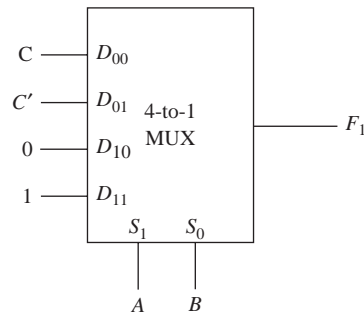 C D₀₀
C′ D₀₁
4-to-1
MUX
F₁
0 D₁₀
1 D₁₁
S₁ S₀
A B